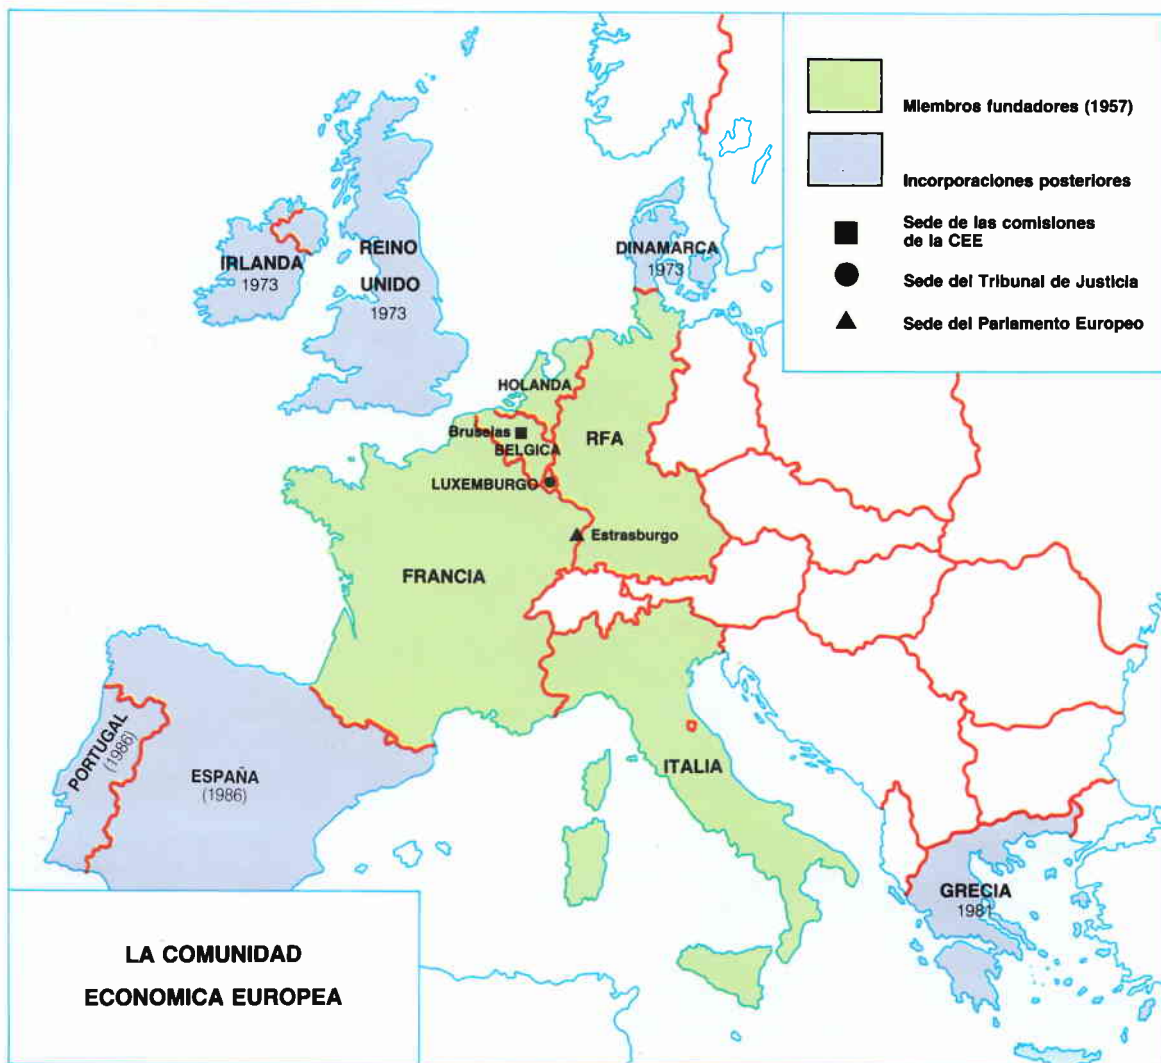 Miembros fundadores (1957)
Incorporaciones posteriores
Sede de las comisiones
de la CEE
Sede del Tribunal de Justicia
Sede del Parlamento Europeo
IRLANDA
1973
REINO
UNIDO
1973
DINAMARCA
1973
HOLANDA
Bruselas
BELGICA
RFA
LUXEMBURGO
Estrasburgo
FRANCIA
PORTUGAL
(1986)
ESPAÑA
(1986)
ITALIA
GRECIA
1981
LA COMUNIDAD
ECONOMICA EUROPEA